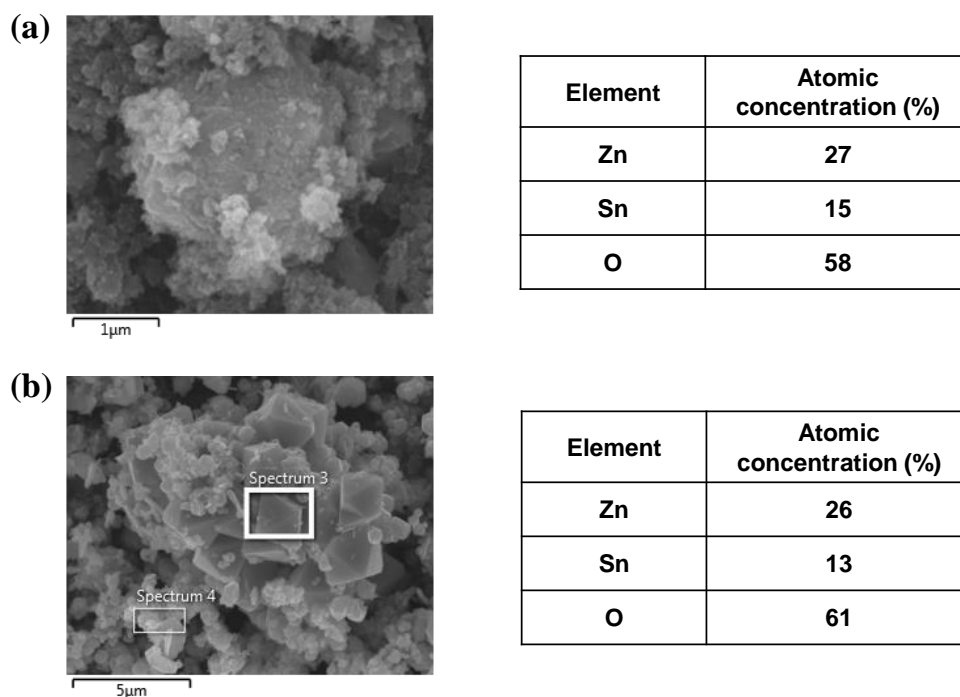 (a)
1µm
Element
Atomic
concentration (%)
Zn
27
Sn
15
O
58
(b)
Spectrum 3
Spectrum 4
5µm
Element
Atomic
concentration (%)
Zn
26
Sn
13
O
61